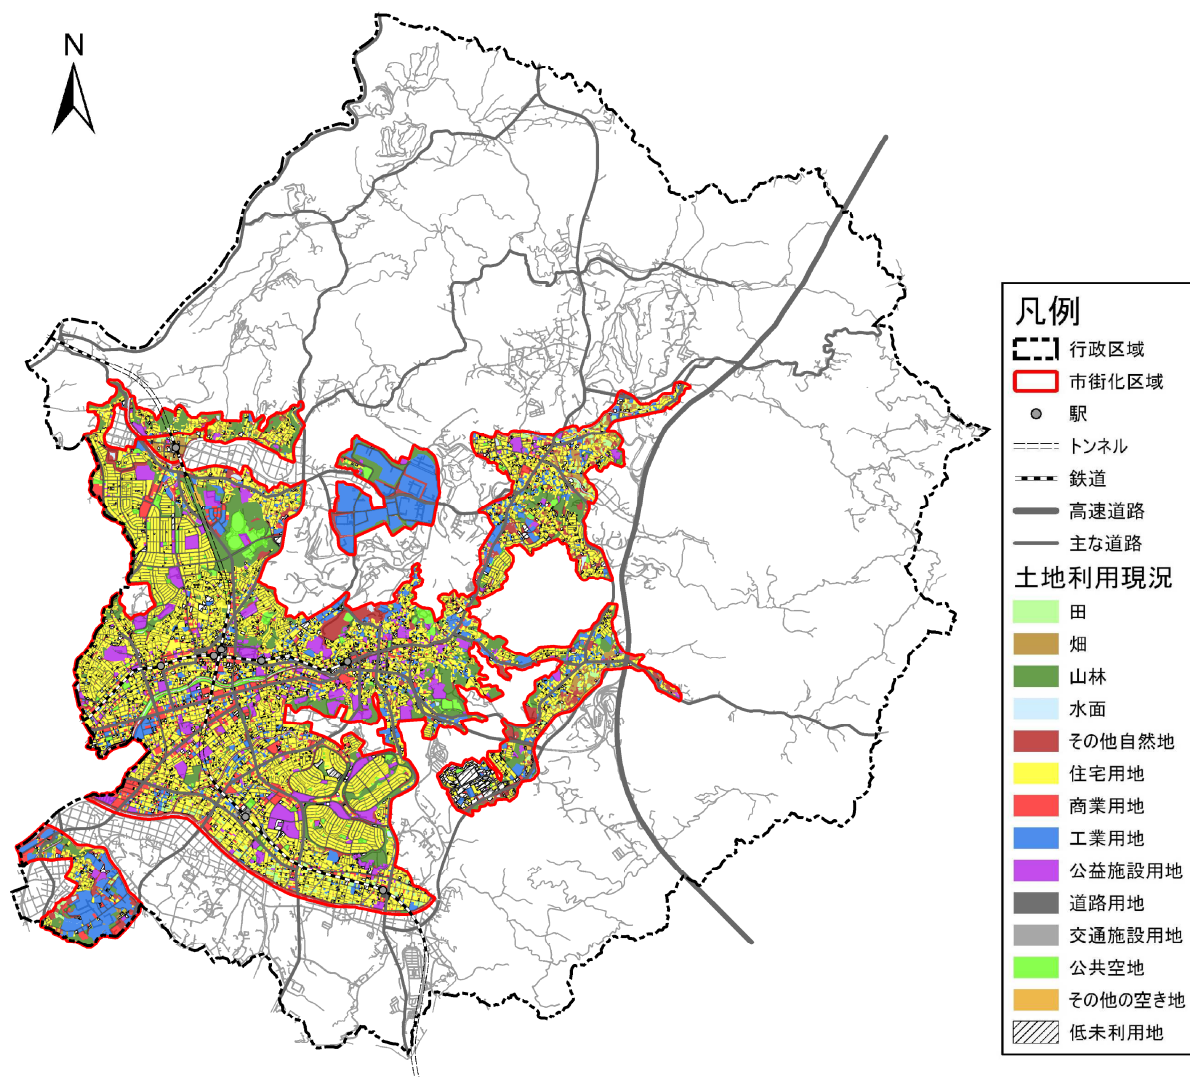 N
凡例
行政区域
市街化区域
駅
トンネル
鉄道
高速道路
主な道路
土地利用現況
田
畑
山林
水面
その他自然地
住宅用地
商業用地
工業用地
公益施設用地
道路用地
交通施設用地
公共空地
その他の空き地
低未利用地